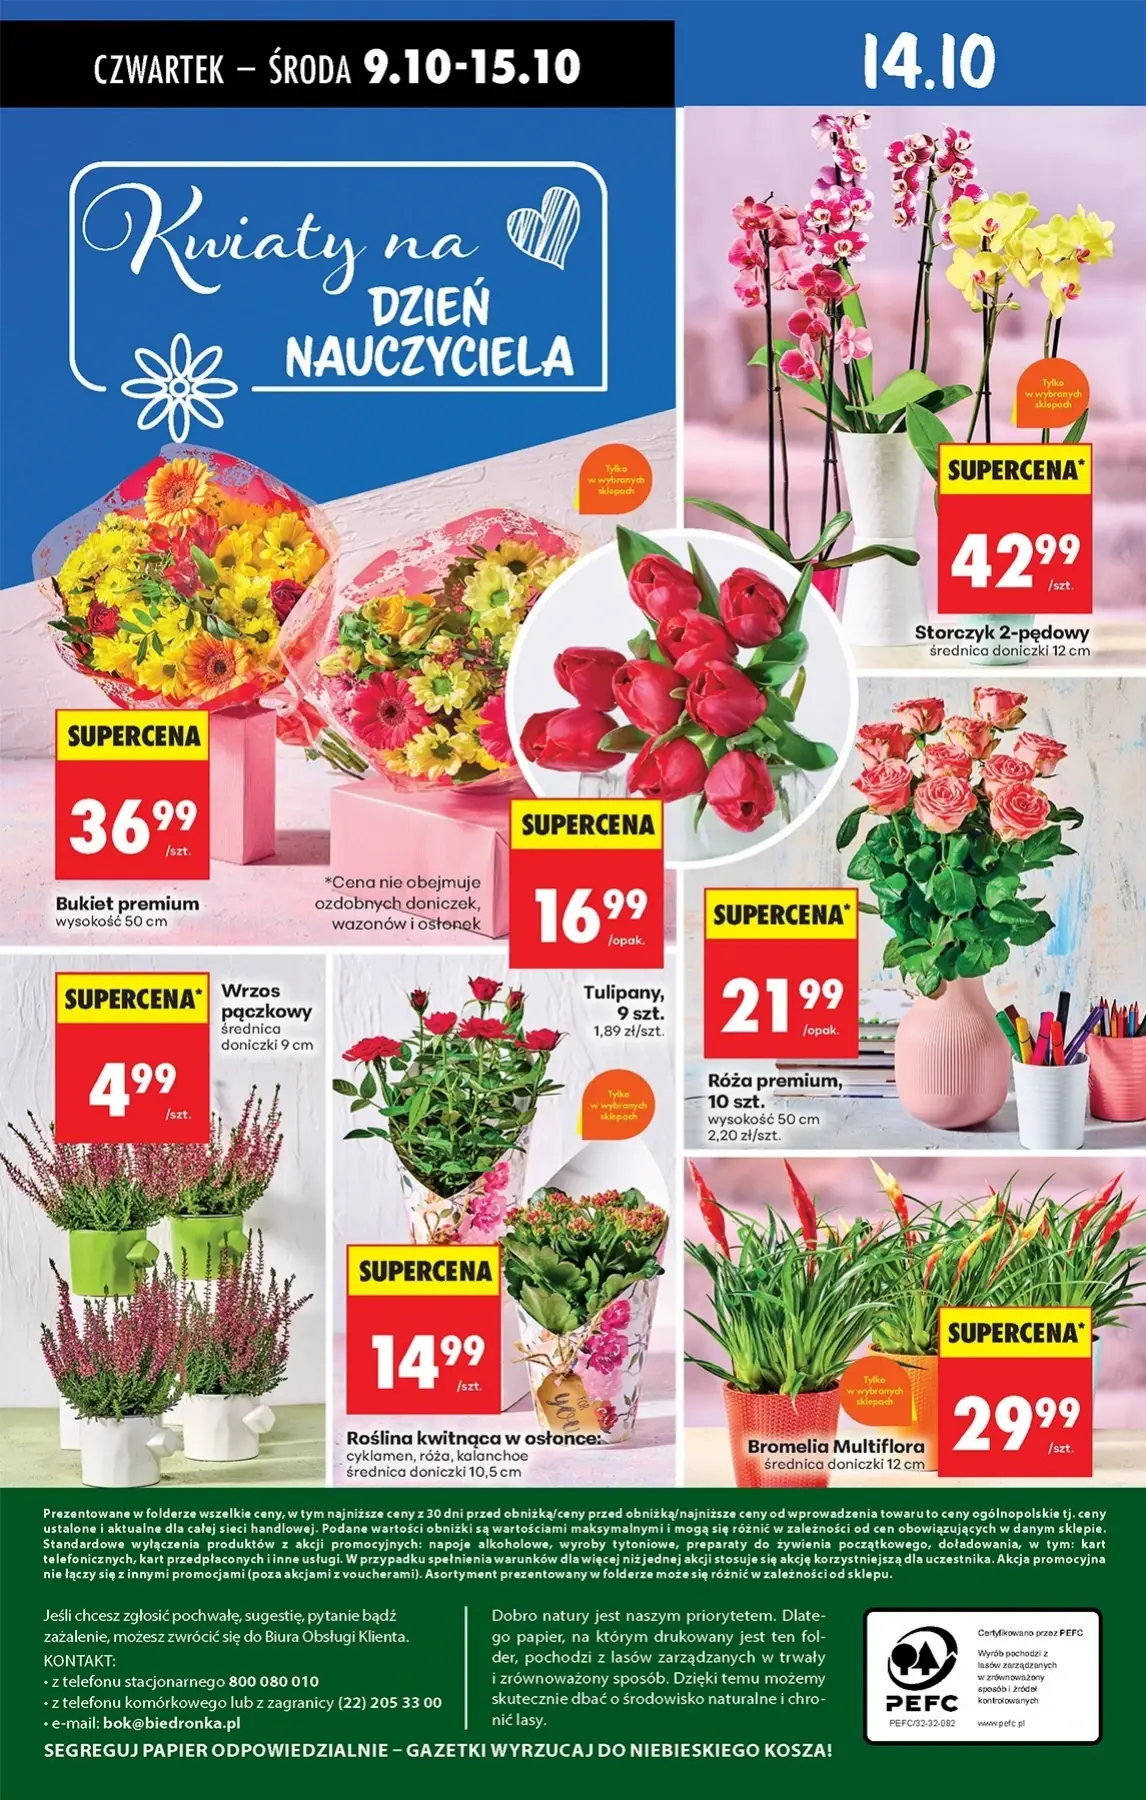 CZWARTEK – ŚRODA 9.10-15.10
14.10
Kwiaty na
DZIEŃ
NAUCZYCIELA
Tylko
w wybranych
sklepach
SUPERCENA*
42 99
/szt.
Storczyk 2-pędowy
średnica doniczki 12 cm
Tylko
w wybranych
sklepach
SUPERCENA
36 99
/szt.
Bukiet premium
wysokość 50 cm
*Cena nie obejmuje
ozdobnych doniczek,
wazonów i osłonek
SUPERCENA
16 99
/opak.
Tulipany,
9 szt.
1,89 zł/szt.
SUPERCENA*
21 99
/opak.
Róża premium,
10 szt.
wysokość 50 cm
2,20 zł/szt.
SUPERCENA*
4 99
/szt.
Wrzos
pączkowy
średnica
doniczki 9 cm
Tylko
w wybranych
sklepach
SUPERCENA
14 99
/szt.
Roślina kwitnąca w osłonce:
cyklamen, róża, kalanchoe
średnica doniczki 10,5 cm
YOU
Tylko
w wybranych
sklepach
SUPERCENA*
29 99
/szt.
Bromelia Multiflora
średnica doniczki 12 cm
Prezentowane w folderze wszelkie ceny, w tym najniższe ceny z 30 dni przed obniżką/ceny przed obniżką/najniższe ceny od wprowadzenia towaru to ceny ogólnopolskie tj. ceny
ustalone i aktualne dla całej sieci handlowej. Podane wartości obniżki są wartościami maksymalnymi i mogą się różnić w zależności od cen obowiązujących w danym sklepie.
Standardowe wyłączenia produktów z akcji promocyjnych: napoje alkoholowe, wyroby tytoniowe, preparaty do żywienia początkowego, doładowania, w tym: kart
telefonicznych, kart przedpłaconych i inne usługi. W przypadku spełnienia warunków dla więcej niż jednej akcji stosuje się akcję korzystniejszą dla uczestnika. Akcja promocyjna
nie łączy się z innymi promocjami (poza akcjami z voucherami). Asortyment prezentowany w folderze może się różnić w zależności od sklepu.
Jeśli chcesz zgłosić pochwałę, sugestię, pytanie bądź
zażalenie, możesz zwrócić się do Biura Obsługi Klienta.
KONTAKT:
• z telefonu stacjonarnego 800 080 010
• z telefonu komórkowego lub z zagranicy (22) 205 33 00
• e-mail: bok@biedronka.pl
Dobro natury jest naszym priorytetem. Dlate-
go papier, na którym drukowany jest ten fol-
der, pochodzi z lasów zarządzanych w trwały
i zrównoważony sposób. Dzięki temu możemy
skutecznie dbać o środowisko naturalne i chro-
nić lasy.
PEFC
PEFC/32-32-082
Certyfikowano przez PEFC
Wyrób pochodzi z
lasów zarządzanych
w zrównoważony
sposób i źródeł
kontrolowanych
www.pefc.pl
SEGREGUJ PAPIER ODPOWIEDZIALNIE – GAZETKI WYRZUCAJ DO NIEBIESKIEGO KOSZA!